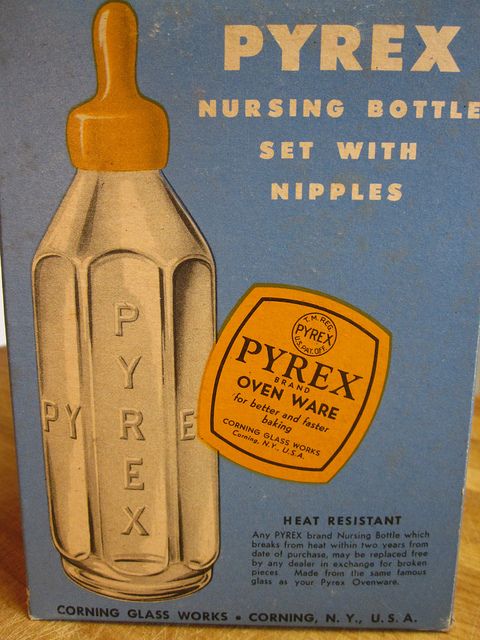 PYREX
NURSING BOTTLE
SET WITH
NIPPLES
PYREX
PY
E
T.M. REG.
PYREX
U.S. PAT. OFF.
PYREX
BRAND
OVEN WARE
for better and faster
baking
CORNING GLASS WORKS
Corning, N.Y., U.S.A.
HEAT RESISTANT
Any PYREX brand Nursing Bottle which
breaks from heat within two years from
date of purchase, may be replaced free
by any dealer in exchange for broken
pieces. Made from the same famous
glass as your Pyrex Ovenware.
CORNING GLASS WORKS • CORNING, N. Y., U. S. A.